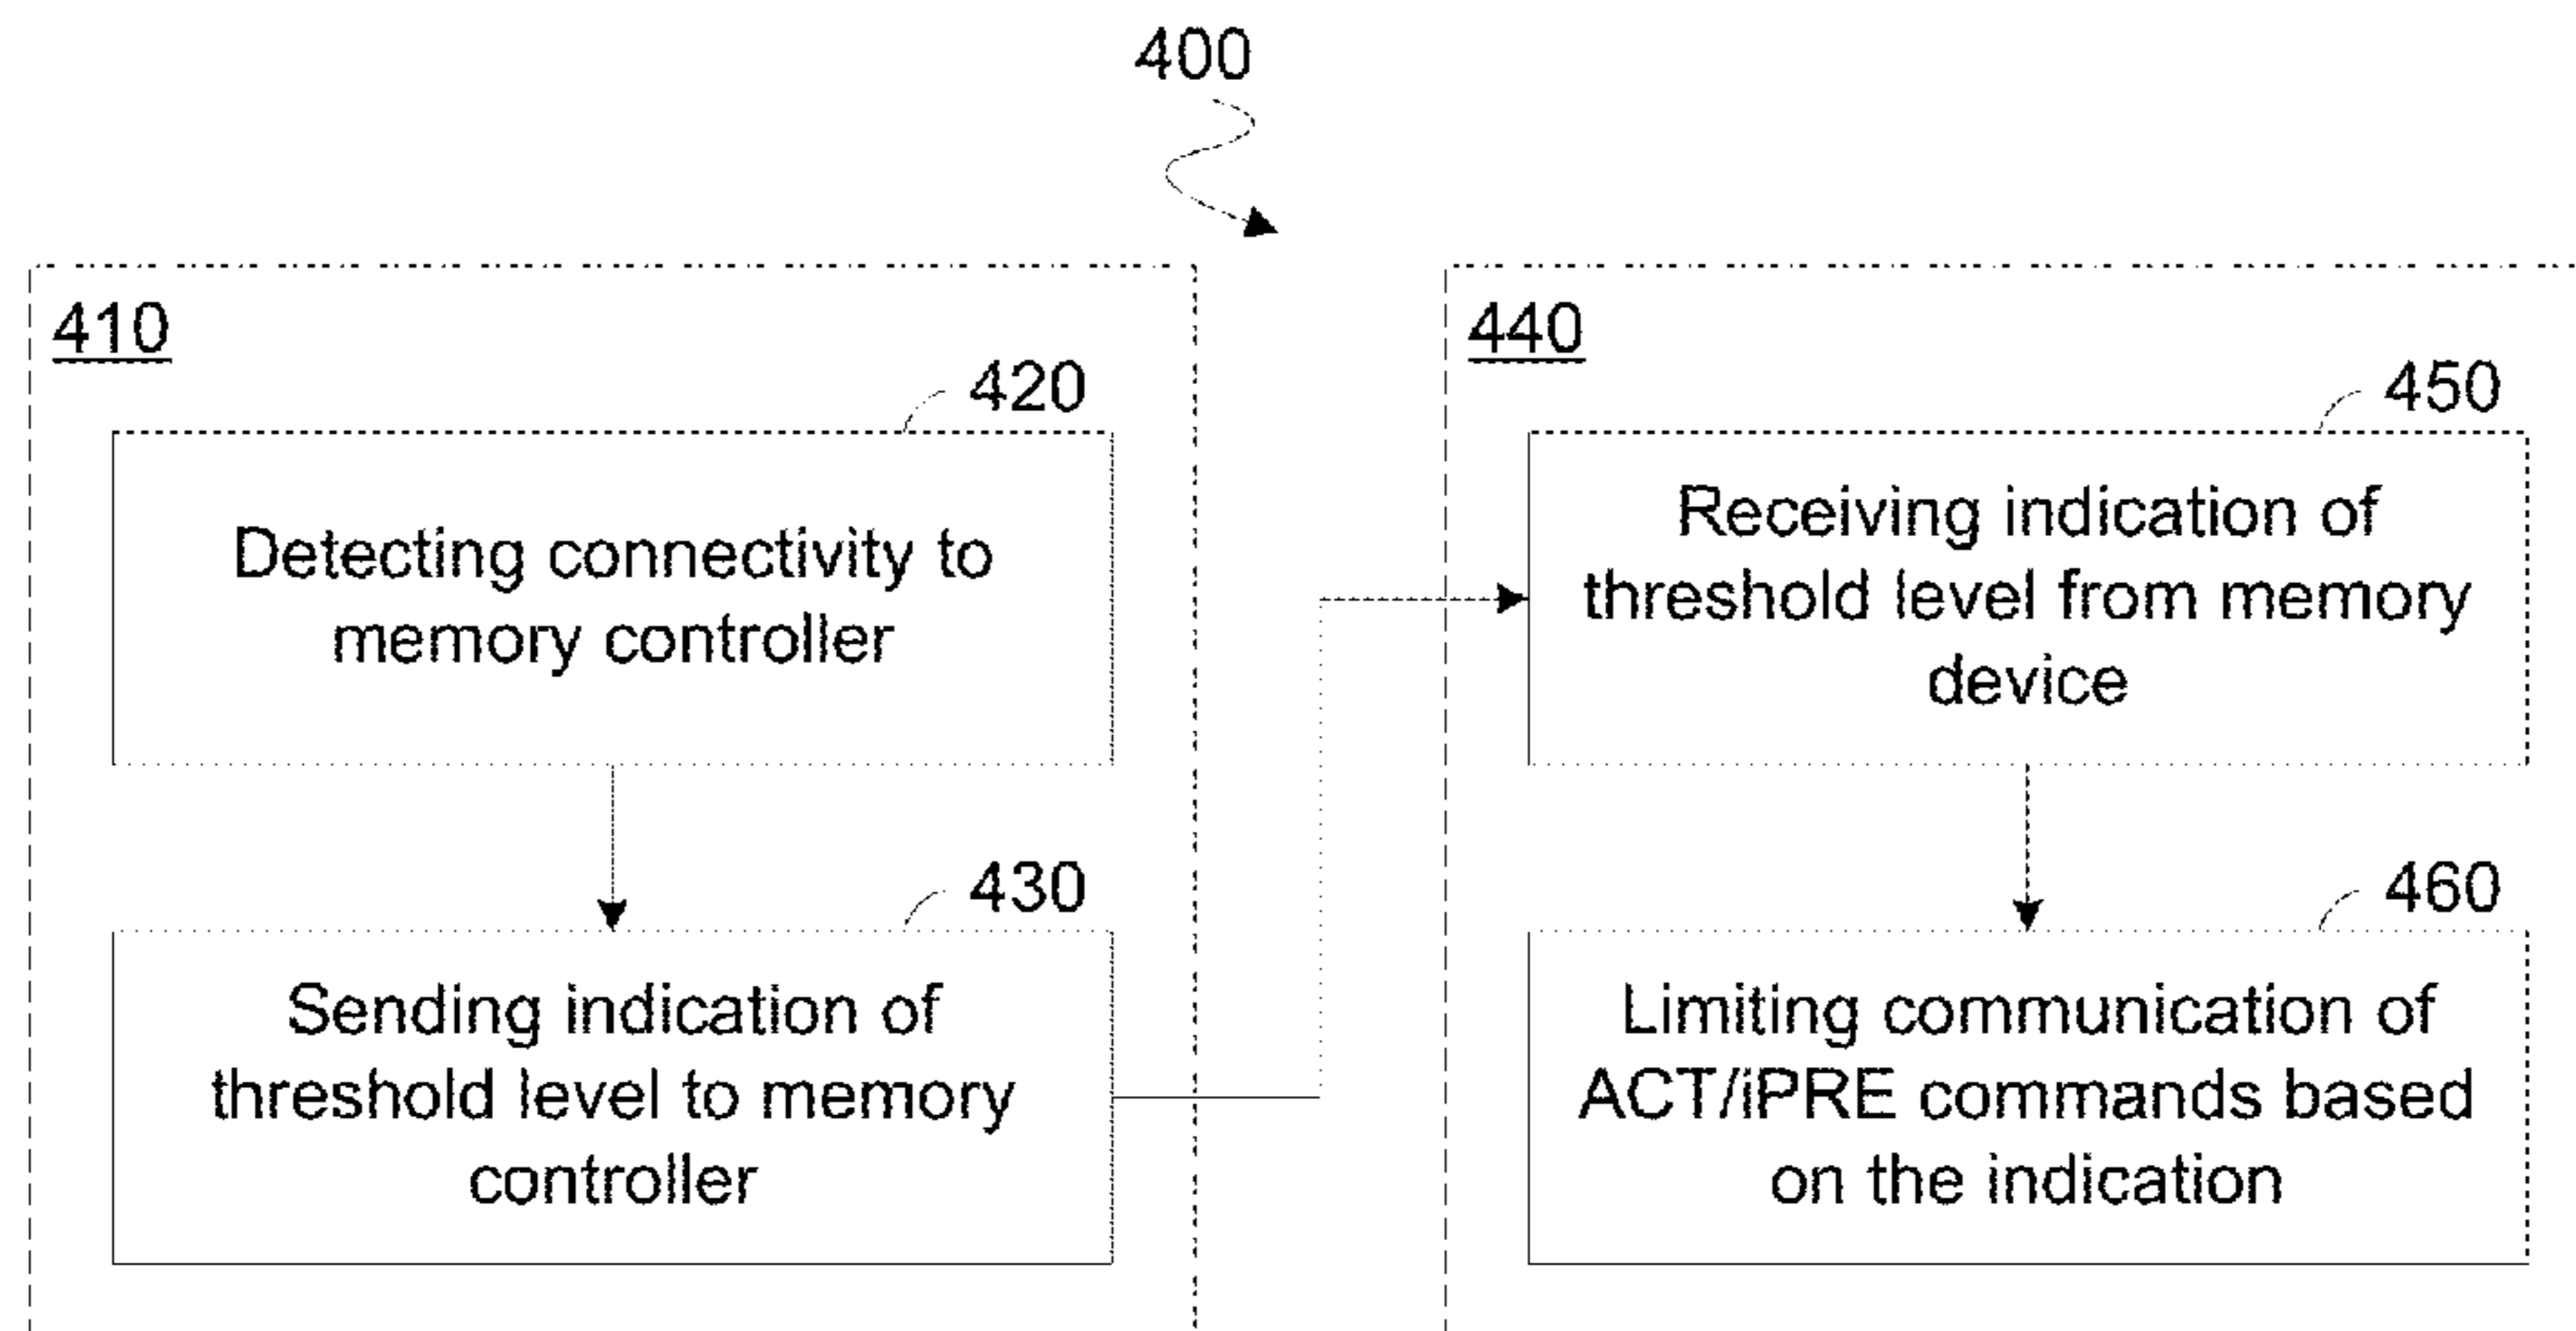 400
410
420
Detecting connectivity to
memory controller
430
Sending indication of
threshold level to memory
controller
440
450
Receiving indication of
threshold level from memory
device
460
Limiting communication of
ACT/iPRE commands based
on the indication